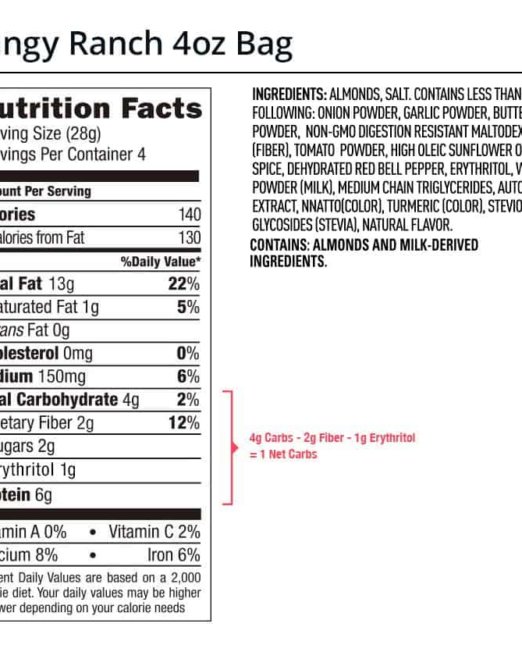 ngy Ranch 4oz Bag
utrition Facts
ving Size (28g)
vings Per Container 4
ount Per Serving
ories 140
alories from Fat 130
%Daily Value*
al Fat 13g 22%
aturated Fat 1g 5%
ans Fat 0g
olesterol 0mg 0%
dium 150mg 6%
al Carbohydrate 4g 2%
etary Fiber 2g 12%
ugars 2g
rythritol 1g
otein 6g
amin A 0% • Vitamin C 2%
cium 8% • Iron 6%
ent Daily Values are based on a 2,000
ie diet. Your daily values may be higher
wer depending on your calorie needs
INGREDIENTS: ALMONDS, SALT. CONTAINS LESS THAN
FOLLOWING: ONION POWDER, GARLIC POWDER, BUTTE
POWDER, NON-GMO DIGESTION RESISTANT MALTODEX
(FIBER), TOMATO POWDER, HIGH OLEIC SUNFLOWER O
SPICE, DEHYDRATED RED BELL PEPPER, ERYTHRITOL, W
POWDER (MILK), MEDIUM CHAIN TRIGLYCERIDES, AUTO
EXTRACT, NNATTO(COLOR), TURMERIC (COLOR), STEVIO
GLYCOSIDES (STEVIA), NATURAL FLAVOR.
CONTAINS: ALMONDS AND MILK-DERIVED
INGREDIENTS.
4g Carbs - 2g Fiber - 1g Erythritol
= 1 Net Carbs